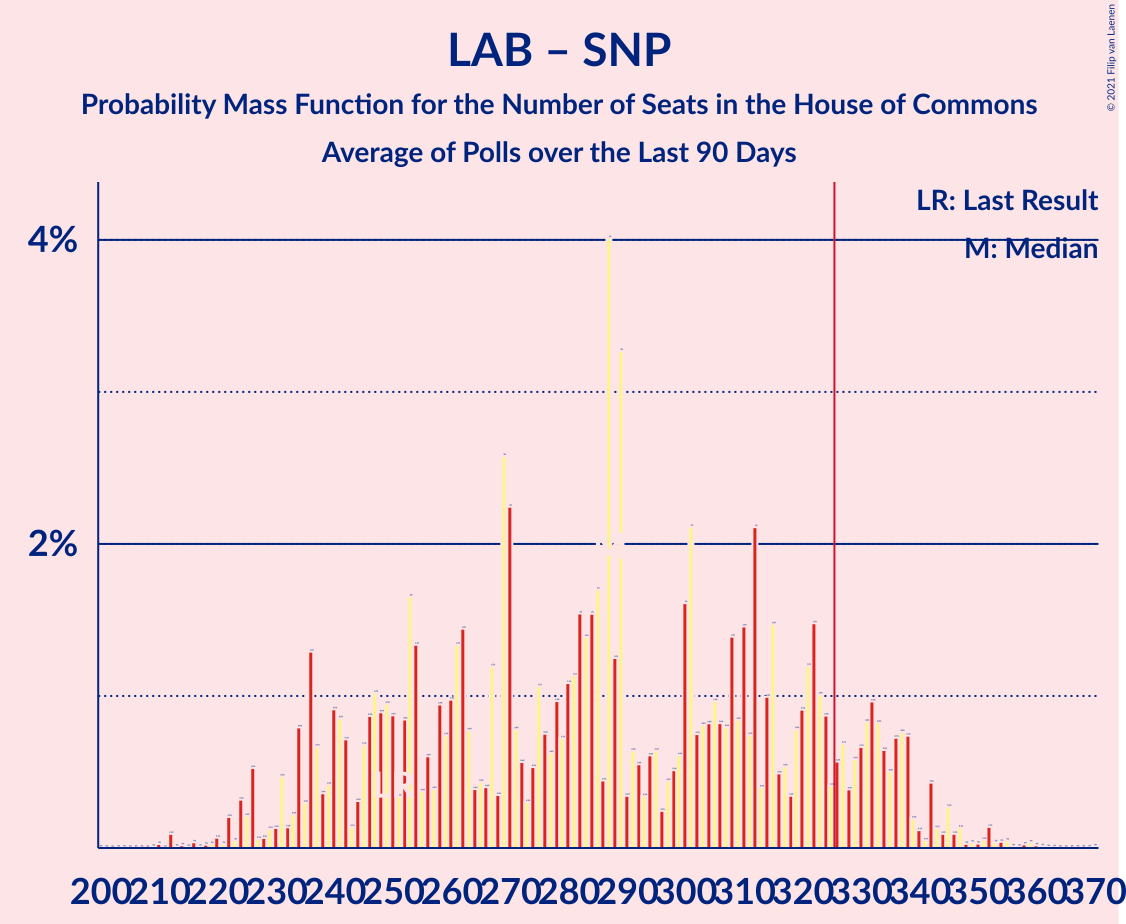 LAB – SNP
Probability Mass Function for the Number of Seats in the House of Commons
Average of Polls over the Last 90 Days
© 2021 Filip van Laenen
LR: Last Result
M: Median
4%
2%
200 210 220 230 240 250 260 270 280 290 300 310 320 330 340 350 360 370